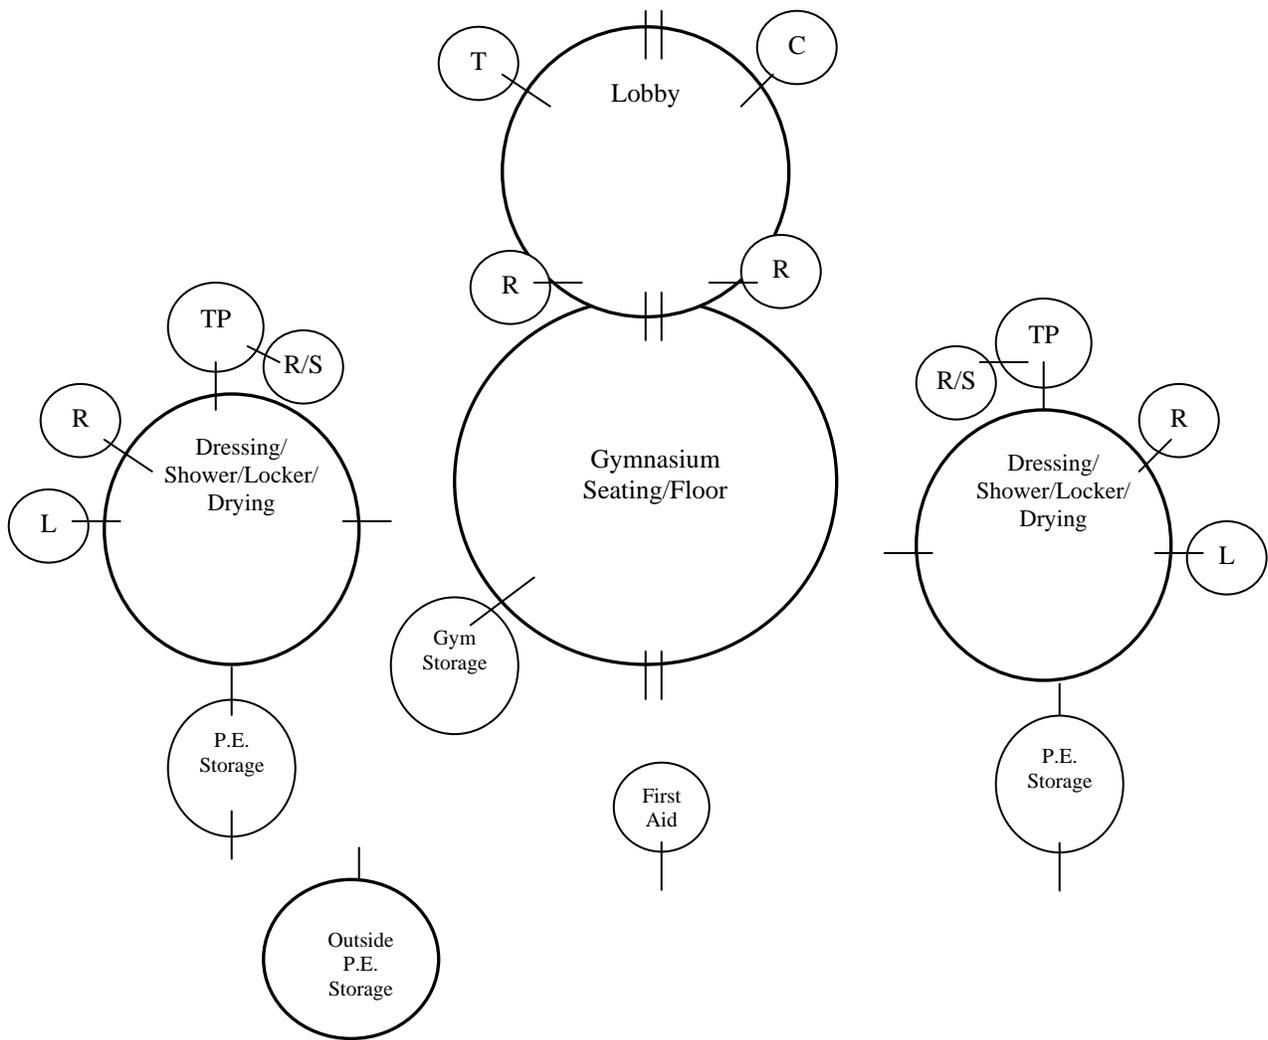 T
C
Lobby
R
R
TP
R/S
R
L
Dressing/
Shower/Locker/
Drying
Gymnasium
Seating/Floor
TP
R/S
R
Dressing/
Shower/Locker/
Drying
L
Gym
Storage
P.E.
Storage
First
Aid
P.E.
Storage
Outside
P.E.
Storage